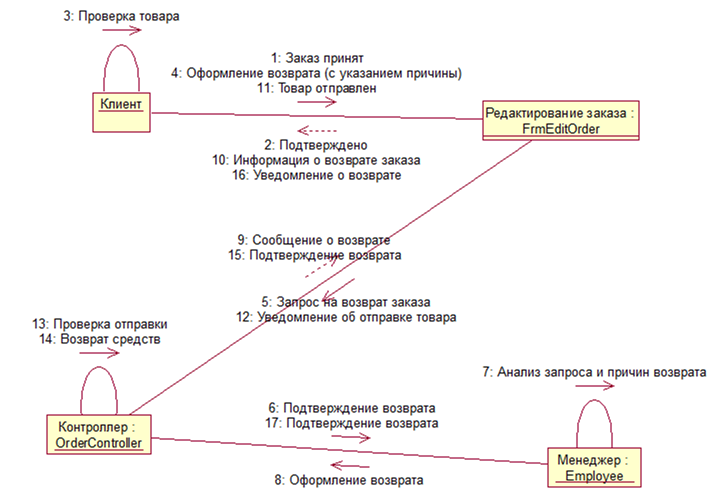 3: Проверка товара
1: Заказ принят
4: Оформление возврата (с указанием причины)
11: Товар отправлен
Клиент
Редактирование заказа :
FrmEditOrder
2: Подтверждено
10: Информация о возврате заказа
16: Уведомление о возврате
9: Сообщение о возврате
15: Подтверждение возврата
5: Запрос на возврат заказа
12: Уведомление об отправке товара
13: Проверка отправки
14: Возврат средств
7: Анализ запроса и причин возврата
Контроллер :
OrderController
6: Подтверждение возврата
17: Подтверждение возврата
Менеджер :
Employee
8: Оформление возврата